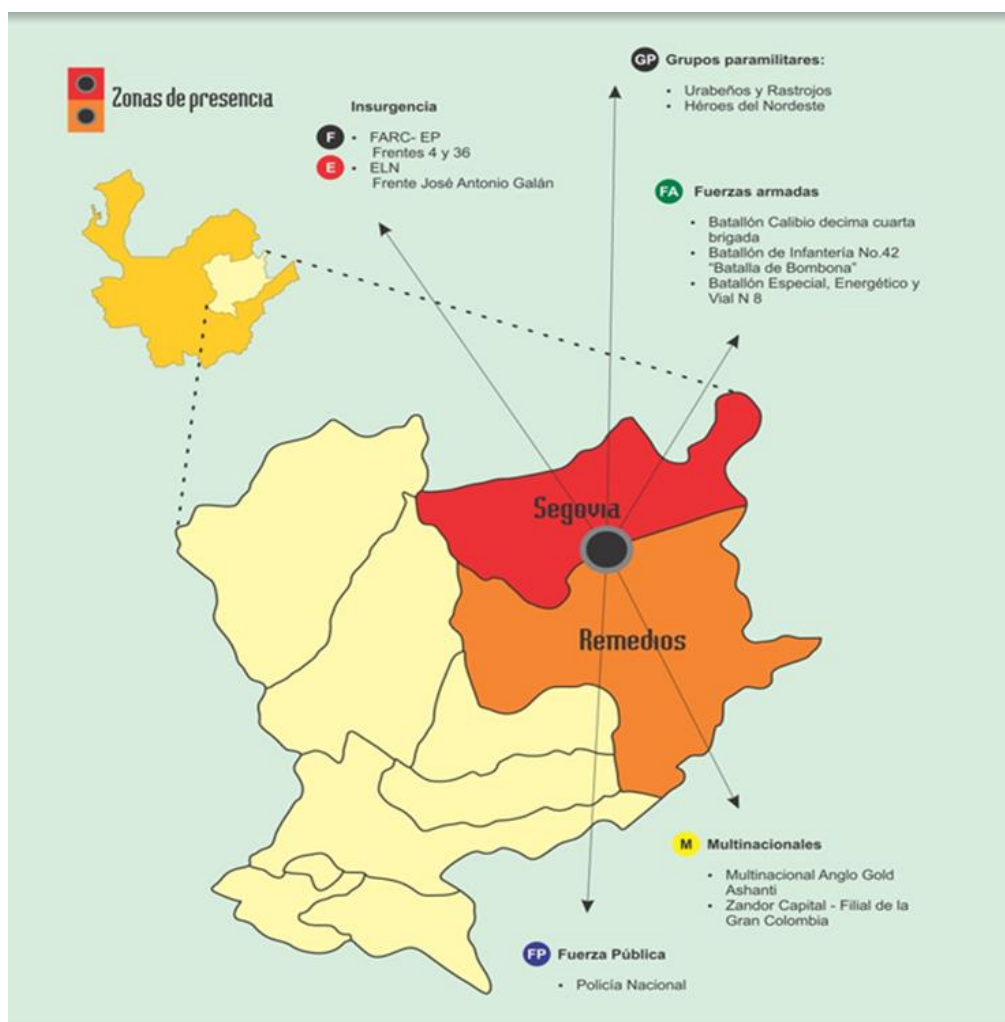 Zonas de presencia
Insurgencia
F
• FARC- EP
Frentes 4 y 36
E
• ELN
Frente José Antonio Galán
GP Grupos paramilitares:
• Urabeños y Rastrojos
• Héroes del Nordeste
FA Fuerzas armadas
• Batallón Calibio decima cuarta
brigada
• Batallón de Infantería No.42
“Batalla de Bombona”
• Batallón Especial, Energético y
Vial N 8
Segovia
Remedios
M Multinacionales
• Multinacional Anglo Gold
Ashanti
• Zandor Capital - Filial de la
Gran Colombia
FP Fuerza Pública
• Policía Nacional